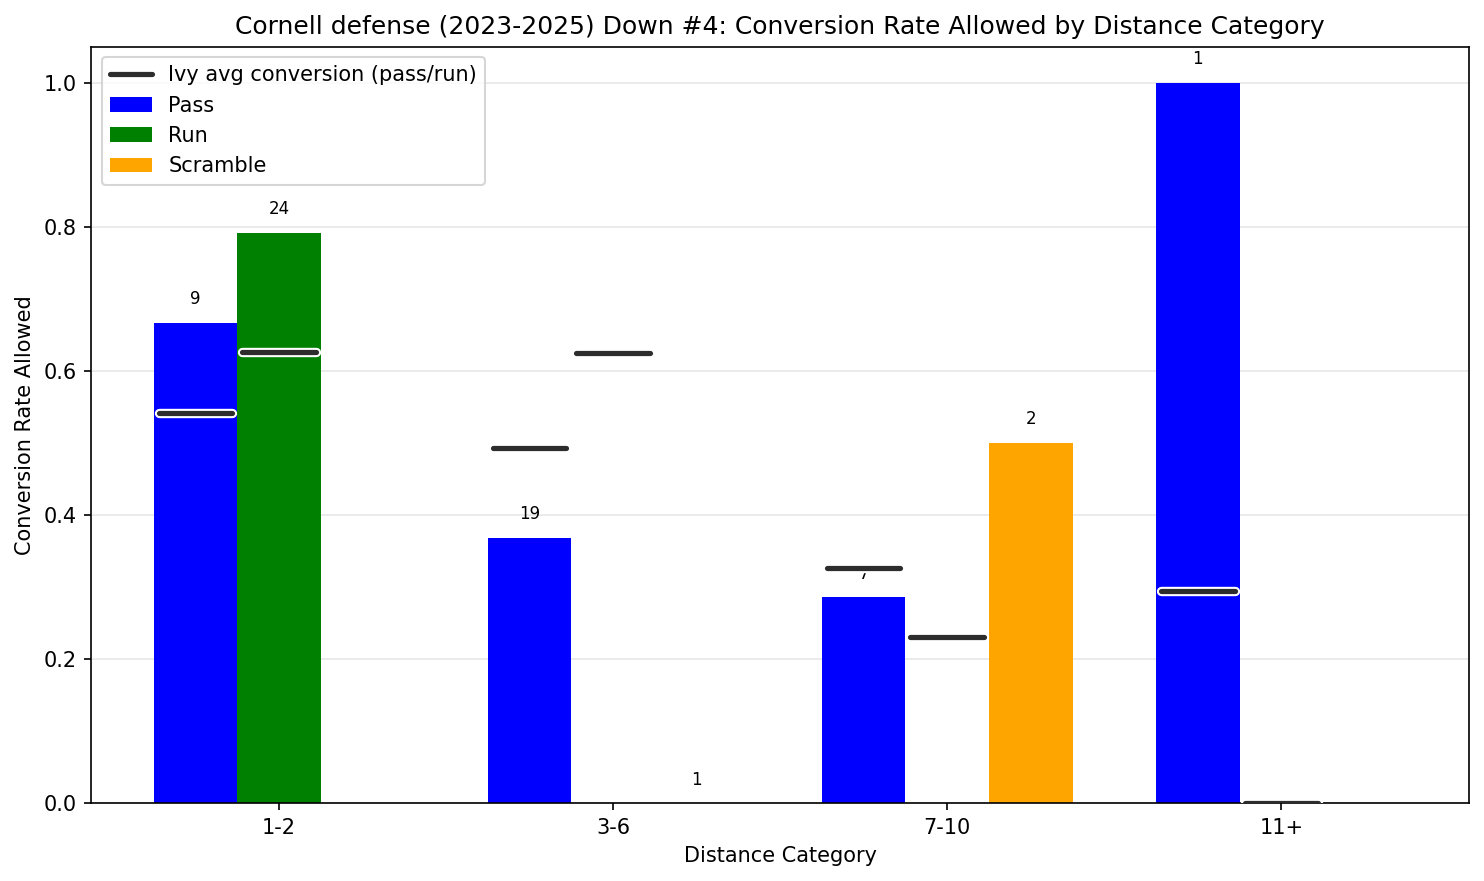 Cornell defense (2023-2025) Down #4: Conversion Rate Allowed by Distance Category
Ivy avg conversion (pass/run)
Pass
Run
Scramble
Conversion Rate Allowed
1.0
0.8
0.6
0.4
0.2
0.0
9
24
19
1
7
2
1
1-2
3-6
7-10
11+
Distance Category